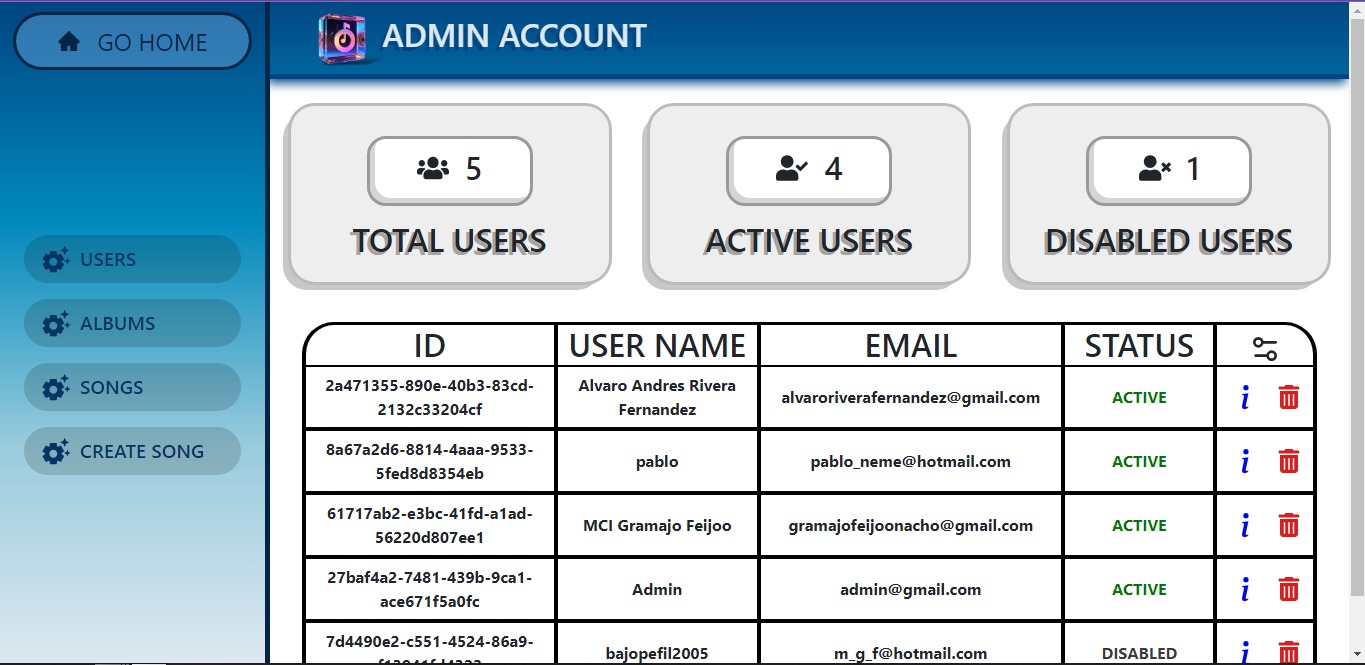 GO HOME
ADMIN ACCOUNT
5
4
1
TOTAL USERS
ACTIVE USERS
DISABLED USERS
USERS
ALBUMS
SONGS
CREATE SONG
ID USER NAME EMAIL STATUS
2a471355-890e-40b3-83cd-
2132c33204cf
Alvaro Andres Rivera
Fernandez
alvaroriverafernandez@gmail.com
ACTIVE
i
8a67a2d6-8814-4aaa-9533-
5fed8d8354eb
pablo
pablo_neme@hotmail.com
ACTIVE
i
61717ab2-e3bc-41fd-a1ad-
56220d807ee1
MCI Gramajo Feijoo
gramajofeijoonacho@gmail.com
ACTIVE
i
27baf4a2-7481-439b-9ca1-
ace671f5a0fc
Admin
admin@gmail.com
ACTIVE
i
7d4490e2-c551-4524-86a9-
bajopefil2005
m_g_f@hotmail.com
DISABLED
i